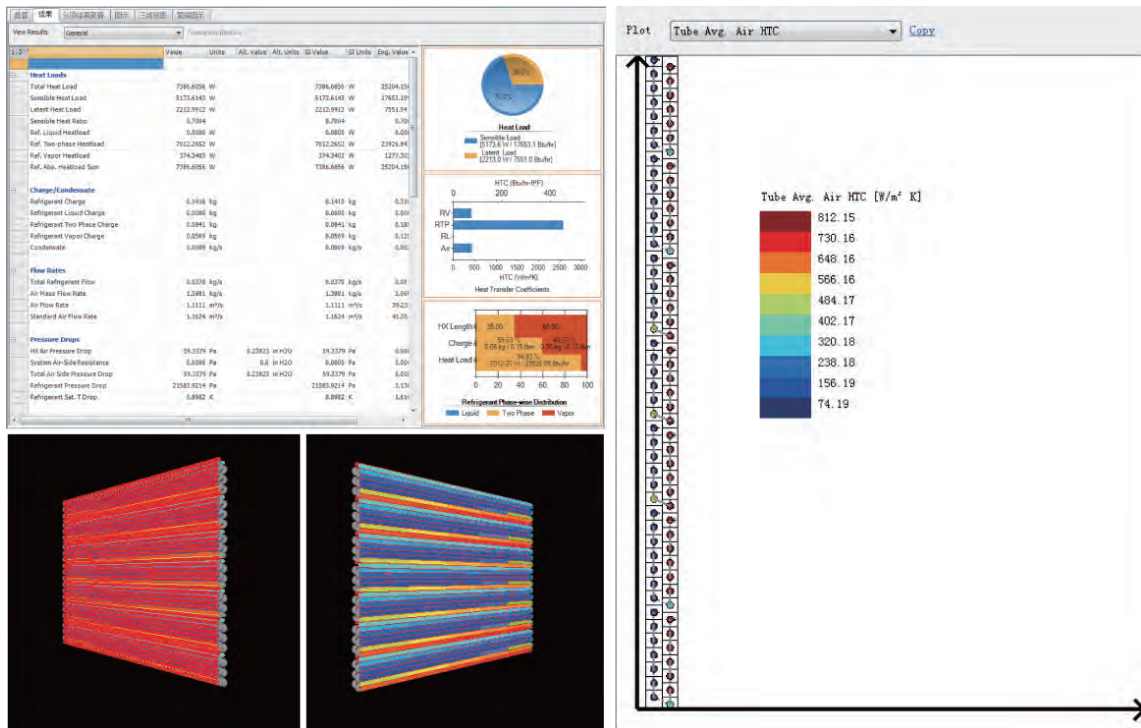 结果
图示
三维视图
View Results
General
Value Units Alt. Value Alt. Units SI Value SI Units Eng. Value
Heat Loads
Total Heat Load 7386.6056 W 7386.6056 W
Sensible Heat Load 5173.6143 W 5173.6143 W
Latent Heat Load 2212.9912 W 2212.9912 W
Sensible Heat Ratio 0.7004 0.7004
Ref. Liquid Heatload 0.0000 W 0.0000 W
Ref. Two-phase Heatload 7012.2652 W 7012.2652 W
Ref. Vapor Heatload 374.3403 W 374.3403 W
Ref. Abs. Heatload Sum 7386.6056 W 7386.6056 W
Charge/Condensate
Refrigerant Charge kg kg
Refrigerant Liquid Charge 0.0000 kg 0.0000 kg
Refrigerant Two Phase Charge 0.0841 kg 0.0841 kg
Refrigerant Vapor Charge 0.0569 kg 0.0569 kg
Condensate kg/s kg/s
Flow Rates
Total Refrigerant Flow 0.0370 kg/s 0.0370 kg/s
Air Mass Flow Rate 1.3881 kg/s 1.3881 kg/s
Air Flow Rate 1.1111 m³/s 1.1111 m³/s
Standard Air Flow Rate 1.1624 m³/s 1.1624 m³/s
Pressure Drops
HX Air Pressure Drop 59.3379 Pa 0.23823 in H2O 59.3379 Pa
System Air-Side Resistance 0.0000 Pa 0.0 in H2O 0.0000 Pa
Total Air Side Pressure Drop 59.3379 Pa 0.23823 in H2O 59.3379 Pa
Refrigerant Pressure Drop 21583.9214 Pa 21583.9214 Pa
Refrigerant Sat. T Drop 0.8982 K 0.8982 K
70.0%
Heat Load
Sensible Load
[5173.6 W / 17653.1 Btu/hr]
Latent Load
[2213.0 W / 7551.0 Btu/hr]
HTC (Btu/hr-ft²F)
0 200 400
RV
RTP
RL
Air
0 500 1000 1500 2000 2500 3000
HTC (W/m²K)
Heat Transfer Coefficients
HX Length 35.00 65.00
Charge
Heat Load
0 20 40 60 80 100
Refrigerant Phase-wise Distribution
Liquid Two Phase Vapor
Plot Tube Avg. Air HTC Copy
Tube Avg. Air HTC [W/m² K]
812.15
730.16
648.16
566.16
484.17
402.17
320.18
238.18
156.19
74.19